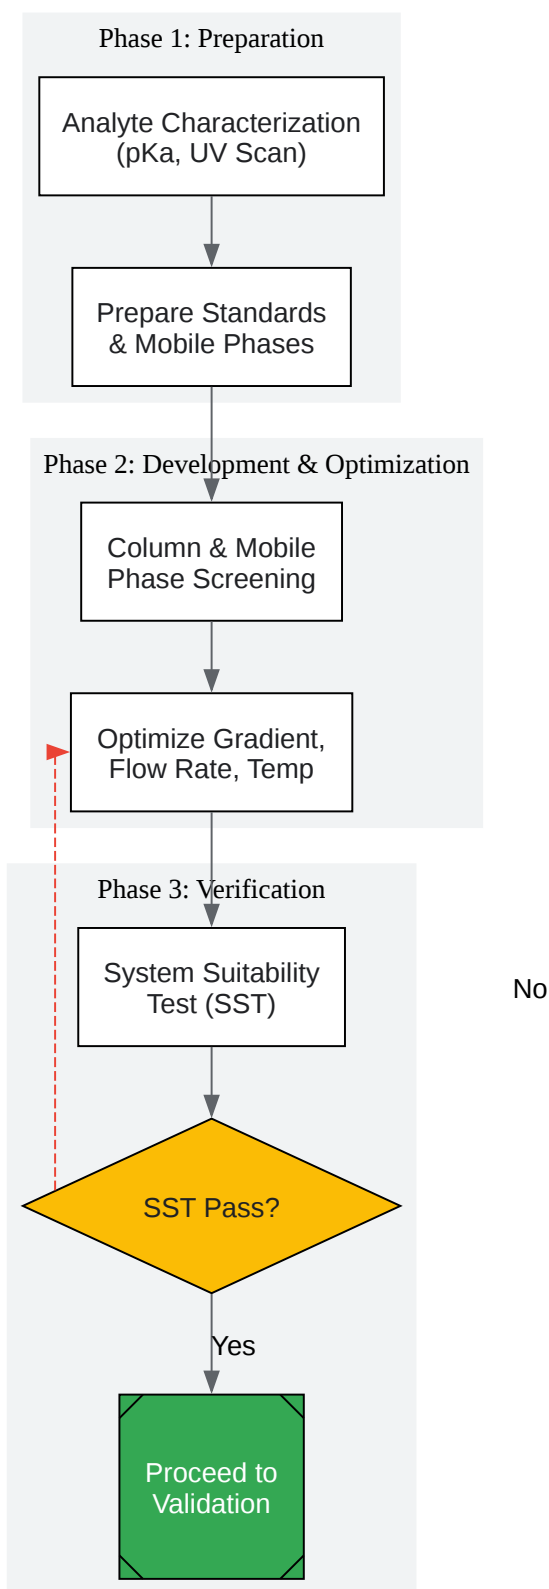 Phase 1: Preparation
Analyte Characterization
(pKa, UV Scan)
Prepare Standards
& Mobile Phases
Phase 2: Development & Optimization
Column & Mobile
Phase Screening
Optimize Gradient,
Flow Rate, Temp
Phase 3: Verification
System Suitability
Test (SST)
No
SST Pass?
Yes
Proceed to
Validation